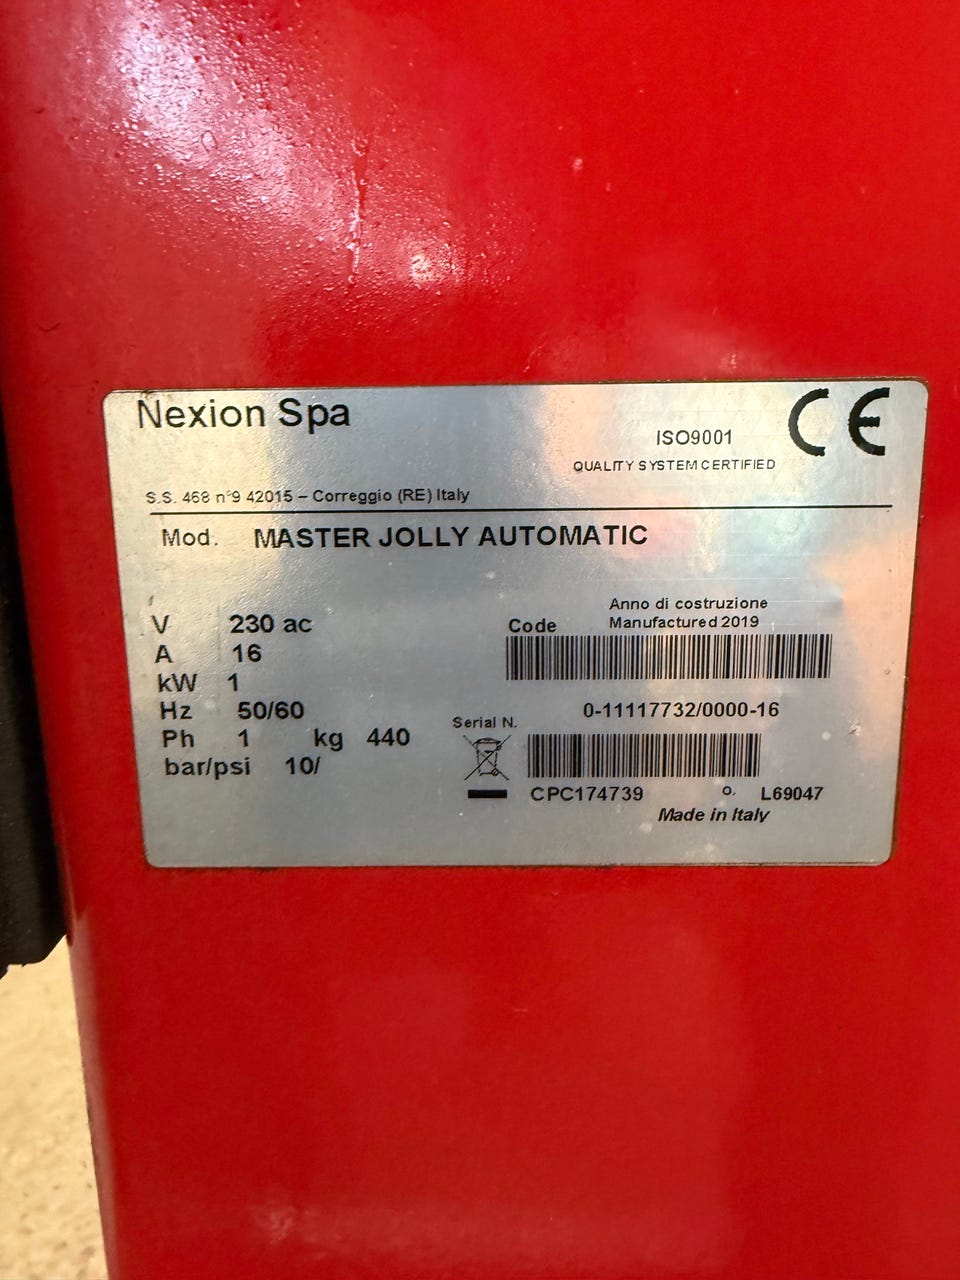 Nexion Spa
CE
ISO9001
QUALITY SYSTEM CERTIFIED
S.S. 468 n°9 42015 – Correggio (RE) Italy
Mod. MASTER JOLLY AUTOMATIC
Anno di costruzione
Manufactured 2019
V 230 ac
A 16
kW 1
Hz 50/60
Ph 1 kg 440
bar/psi 10/
Code
0-11117732/0000-16
Serial N.
CPC174739 o. L69047
Made in Italy